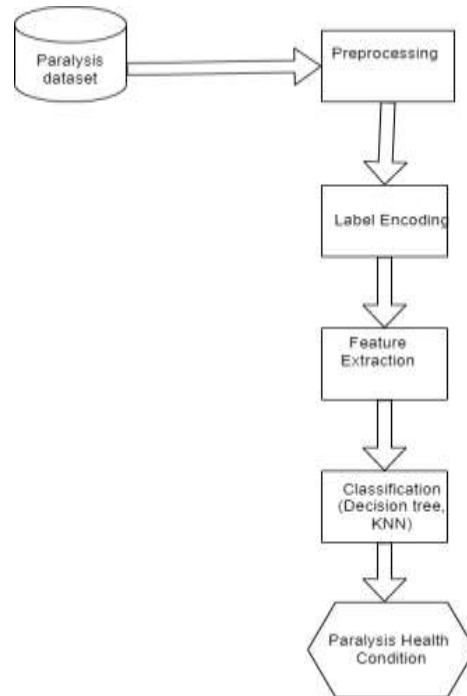 Paralysis
dataset
Preprocessing
Label Encoding
Feature
Extraction
Classification
(Decision tree,
KNN)
Paralysis Health
Condition